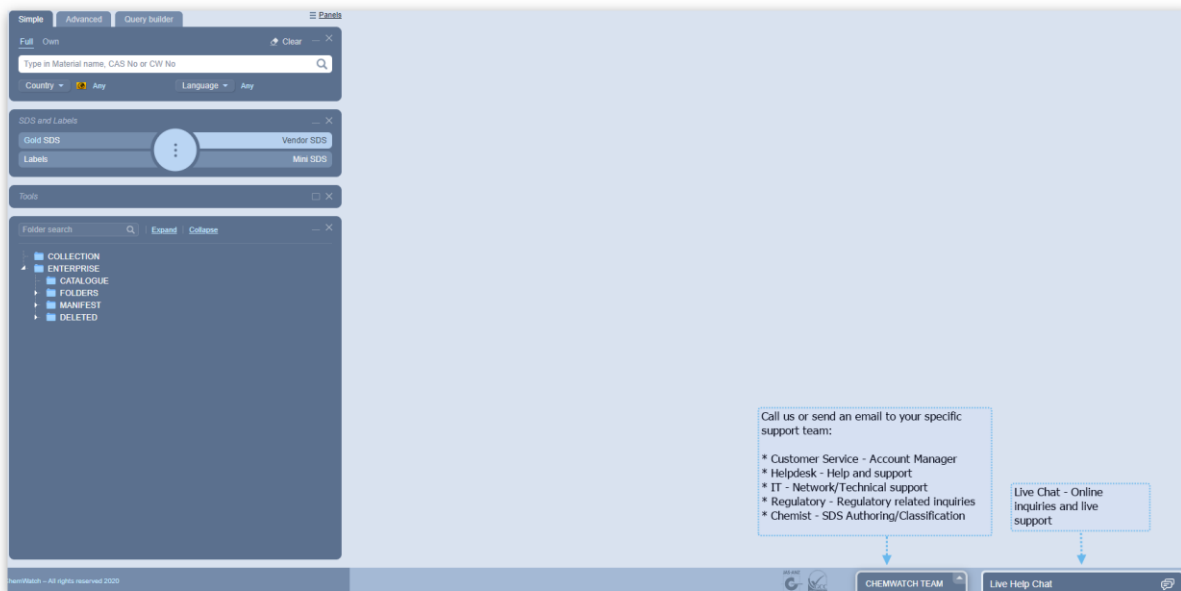 Simple Advanced Query builder ☰ Panels
Full Own Clear
Type in Material name, CAS No or CW No
Country Any Language Any
SDS and Labels
Gold SDS Vendor SDS
Labels Mini SDS
Tools
Folder search Expand Collapse
COLLECTION
ENTERPRISE
CATALOGUE
FOLDERS
MANIFEST
DELETED
Call us or send an email to your specific
support team:
* Customer Service - Account Manager
* Helpdesk - Help and support
* IT - Network/Technical support
* Regulatory - Regulatory related inquiries
* Chemist - SDS Authoring/Classification
Live Chat - Online
inquiries and live
support
hemWatch – All rights reserved 2020
CHEMWATCH TEAM
Live Help Chat